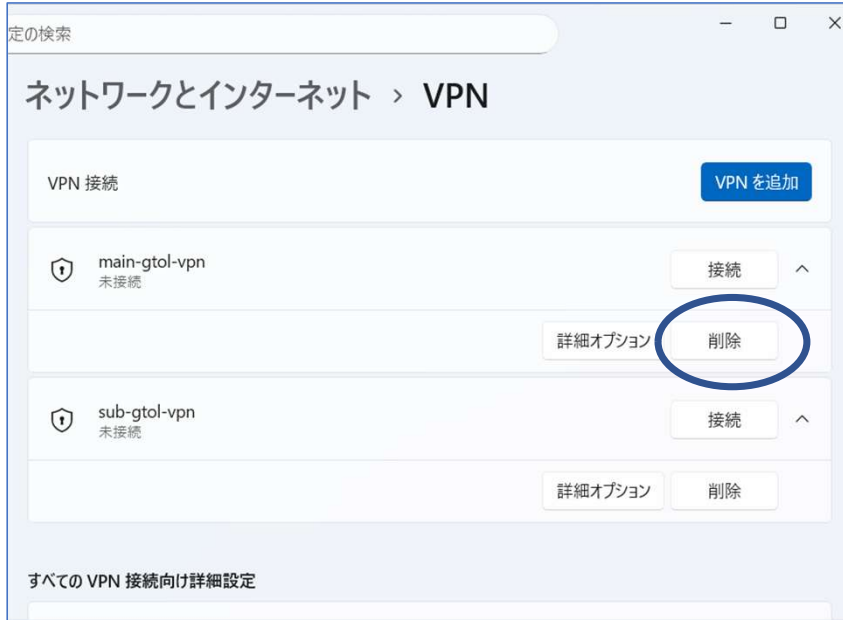 定の検索
ネットワークとインターネット › VPN
VPN 接続
VPN を追加
main-gtol-vpn
未接続
接続
詳細オプション
削除
sub-gtol-vpn
未接続
接続
詳細オプション
削除
すべての VPN 接続向け詳細設定